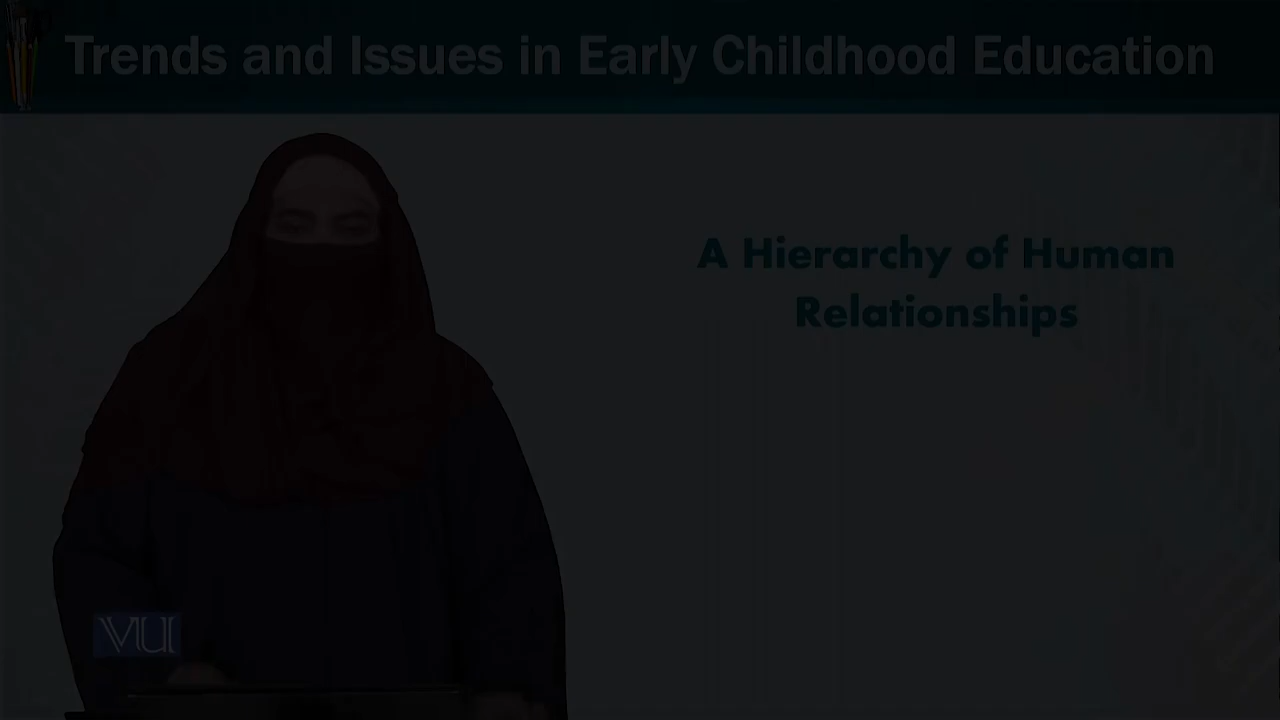 Trends and Issues in Early Childhood Education
A Hierarchy of Human
Relationships
VU